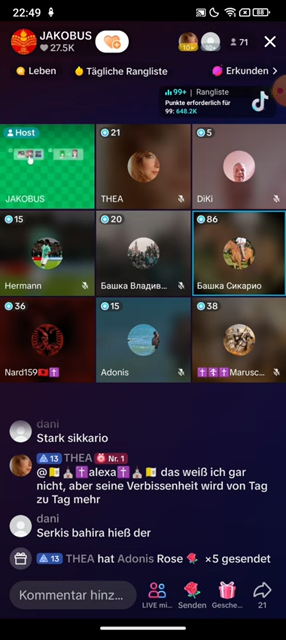 22:49
88
JAKOBUS
27.5K
10+
10+
71
Leben
Tägliche Rangliste
Erkunden
99+ | Rangliste
Punkte erforderlich für
99: 648.2K
Host
JAKOBUS
21
THEA
5
DiKi
15
Hermann
20
Башка Владив...
86
Башка Сикарио
36
Nard159🇦🇱✝️
15
Adonis
38
✝️✝️✝️Marusc...
dani
Stark sikkario
13 THEA Nr. 1
@🇻🇦⛪✝️alexa✝️⛪🇻🇦 das weiß ich gar
nicht, aber seine Verbissenheit wird von Tag
zu Tag mehr
dani
Serkis bahira hieß der
13 THEA hat Adonis Rose 🌹 ×5 gesendet
Kommentar hinz...
LIVE mi...
Senden
Gesche...
21